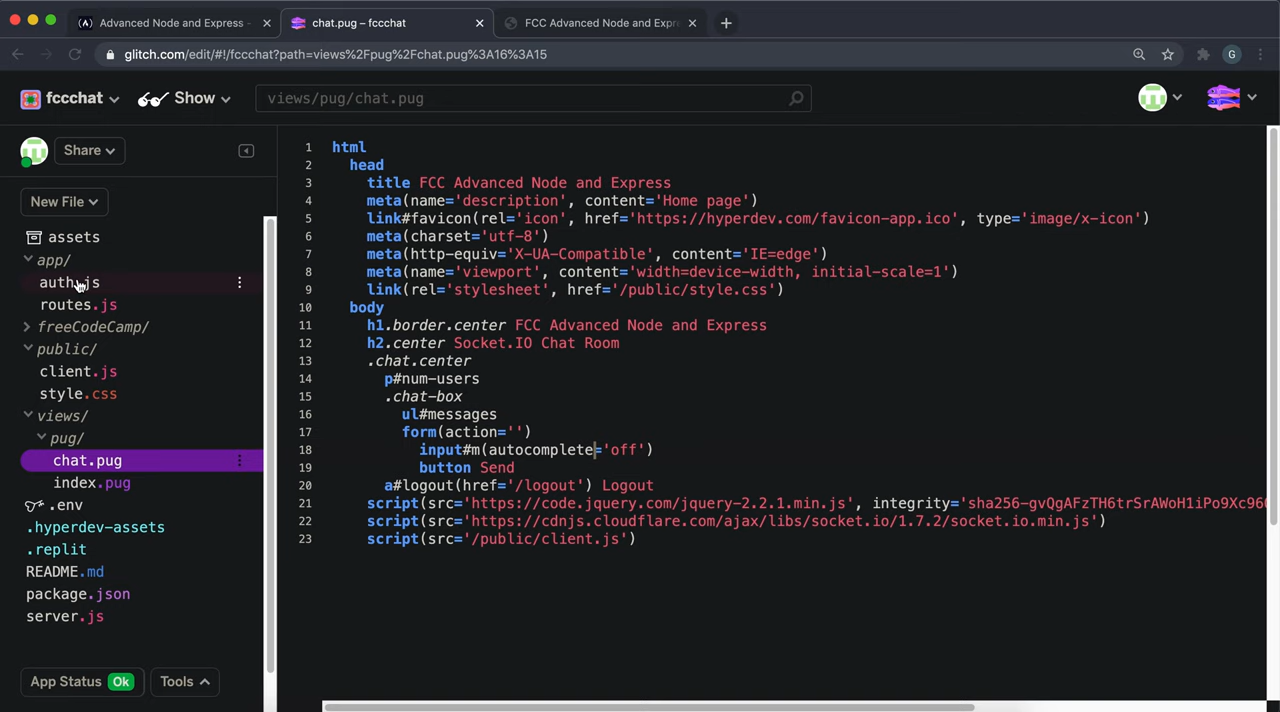 Advanced Node and Express -
chat.pug – fccchat
FCC Advanced Node and Expr
glitch.com/edit/#!/fccchat?path=views%2Fpug%2Fchat.pug%3A16%3A15
G
fccchat
Show
views/pug/chat.pug
Share
New File
assets
app/
auth.js
routes.js
freeCodeCamp/
public/
client.js
style.css
views/
pug/
chat.pug
index.pug
.env
.hyperdev-assets
.replit
README.md
package.json
server.js
App Status Ok
Tools
1 html
2 head
3 title FCC Advanced Node and Express
4 meta(name='description', content='Home page')
5 link#favicon(rel='icon', href='https://hyperdev.com/favicon-app.ico', type='image/x-icon')
6 meta(charset='utf-8')
7 meta(http-equiv='X-UA-Compatible', content='IE=edge')
8 meta(name='viewport', content='width=device-width, initial-scale=1')
9 link(rel='stylesheet', href='/public/style.css')
10 body
11 h1.border.center FCC Advanced Node and Express
12 h2.center Socket.IO Chat Room
13 .chat.center
14 p#num-users
15 .chat-box
16 ul#messages
17 form(action='')
18 input#m(autocomplete='off')
19 button Send
20 a#logout(href='/logout') Logout
21 script(src='https://code.jquery.com/jquery-2.2.1.min.js', integrity='sha256-gvQgAFzTH6trSrAWoH1iPo9Xc96
22 script(src='https://cdnjs.cloudflare.com/ajax/libs/socket.io/1.7.2/socket.io.min.js')
23 script(src='/public/client.js')